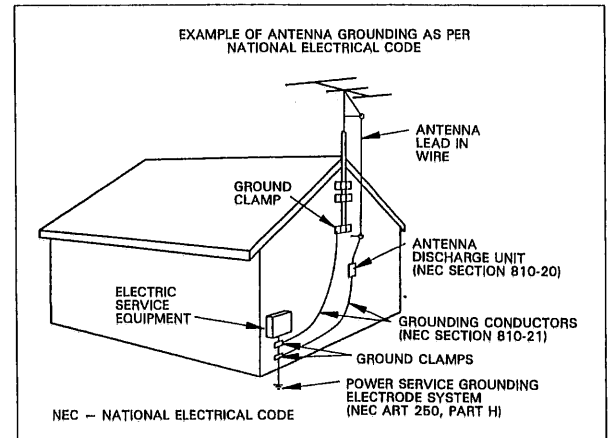 EXAMPLE OF ANTENNA GROUNDING AS PER
NATIONAL ELECTRICAL CODE
ANTENNA
LEAD IN
WIRE
GROUND
CLAMP
ANTENNA
DISCHARGE UNIT
(NEC SECTION 810-20)
ELECTRIC
SERVICE
EQUIPMENT
GROUNDING CONDUCTORS
(NEC SECTION 810-21)
GROUND CLAMPS
POWER SERVICE GROUNDING
ELECTRODE SYSTEM
(NEC ART 250, PART H)
NEC — NATIONAL ELECTRICAL CODE